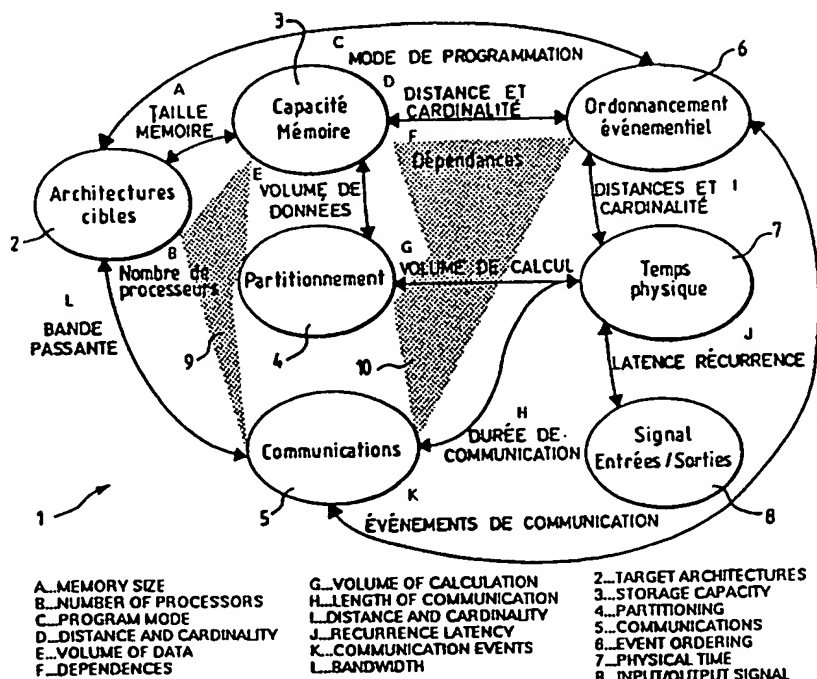 3
C
MODE DE PROGRAMMATION
6
A
TAILLE
MEMOIRE
Capacité
Mémoire
D
DISTANCE ET
CARDINALITÉ
Ordonnancement
événementiel
F
Dépendances
Architectures
cibles
E
VOLUME DE
DONNÉES
DISTANCES ET I
CARDINALITÉ
2
B
Nombre de
processeurs
Partitionnement
G
VOLUME DE CALCUL
Temps
physique
7
L
BANDE
PASSANTE
9
4
10
J
LATENCE RÉCURRENCE
Communications
H
DURÉE DE
COMMUNICATION
Signal
Entrées/Sorties
1
5
K
ÉVÉNEMENTS DE COMMUNICATION
8
A...MEMORY SIZE
B...NUMBER OF PROCESSORS
C...PROGRAM MODE
D...DISTANCE AND CARDINALITY
E...VOLUME OF DATA
F...DEPENDENCES
G...VOLUME OF CALCULATION
H...LENGTH OF COMMUNICATION
I...DISTANCE AND CARDINALITY
J...RECURRENCE LATENCY
K...COMMUNICATION EVENTS
L...BANDWIDTH
2...TARGET ARCHITECTURES
3...STORAGE CAPACITY
4...PARTITIONING
5...COMMUNICATIONS
6...EVENT ORDERING
7...PHYSICAL TIME
8...INPUT/OUTPUT SIGNAL